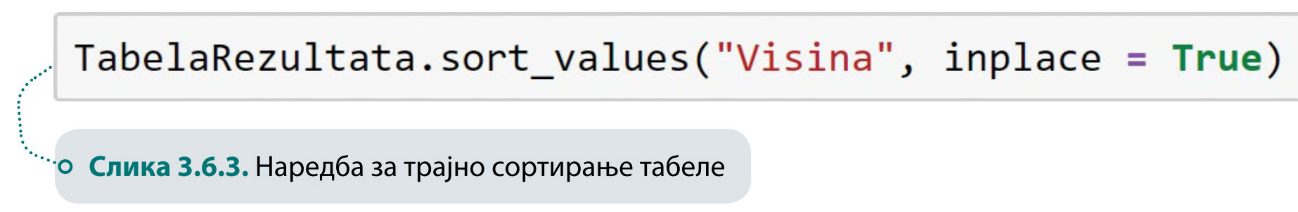 TabelaRezultata.sort_values("Visina", inplace = True)
Слика 3.6.3. Наредба за трајно сортирање табеле